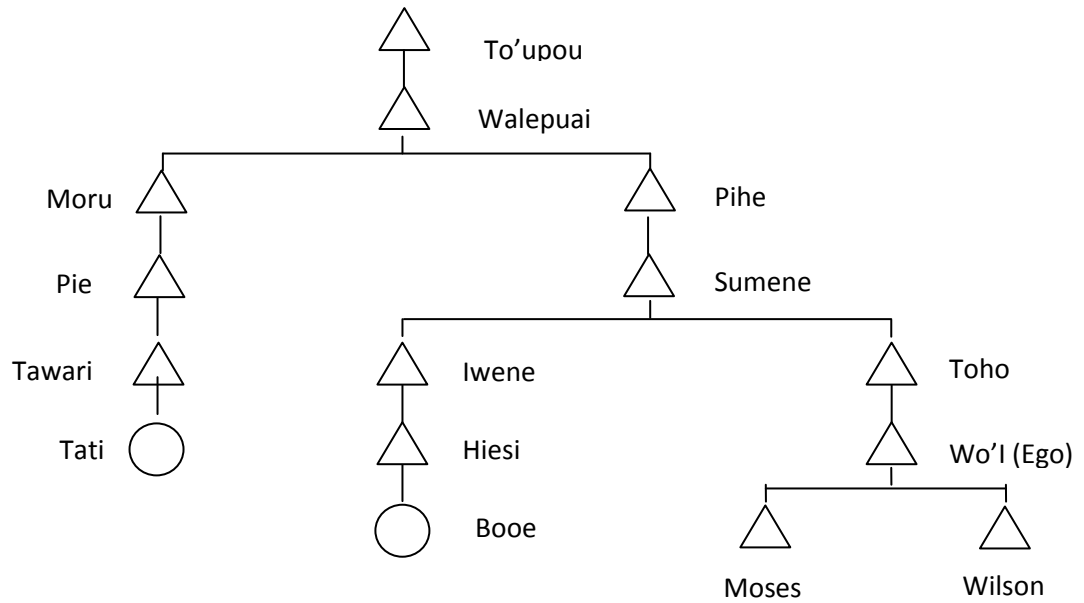 To’upou
Walepuai
Moru
Pihe
Pie
Sumene
Tawari
Iwene
Toho
Tati
Hiesi
Wo’I (Ego)
Booe
Moses
Wilson